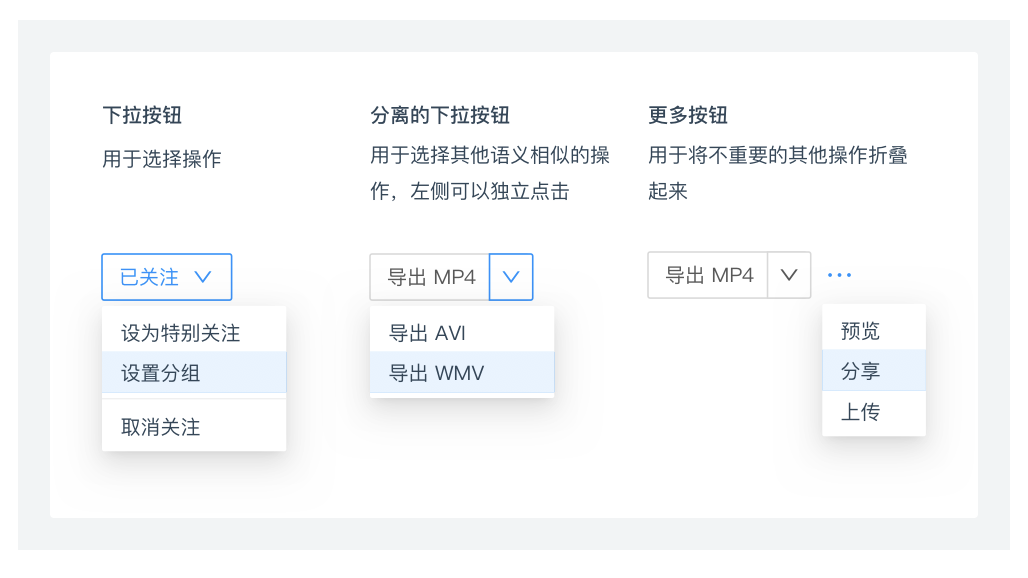 下拉按钮
用于选择操作
已关注
设为特别关注
设置分组
取消关注
分离的下拉按钮
用于选择其他语义相似的操
作，左侧可以独立点击
导出 MP4
导出 AVI
导出 WMV
更多按钮
用于将不重要的其他操作折叠
起来
导出 MP4
预览
分享
上传